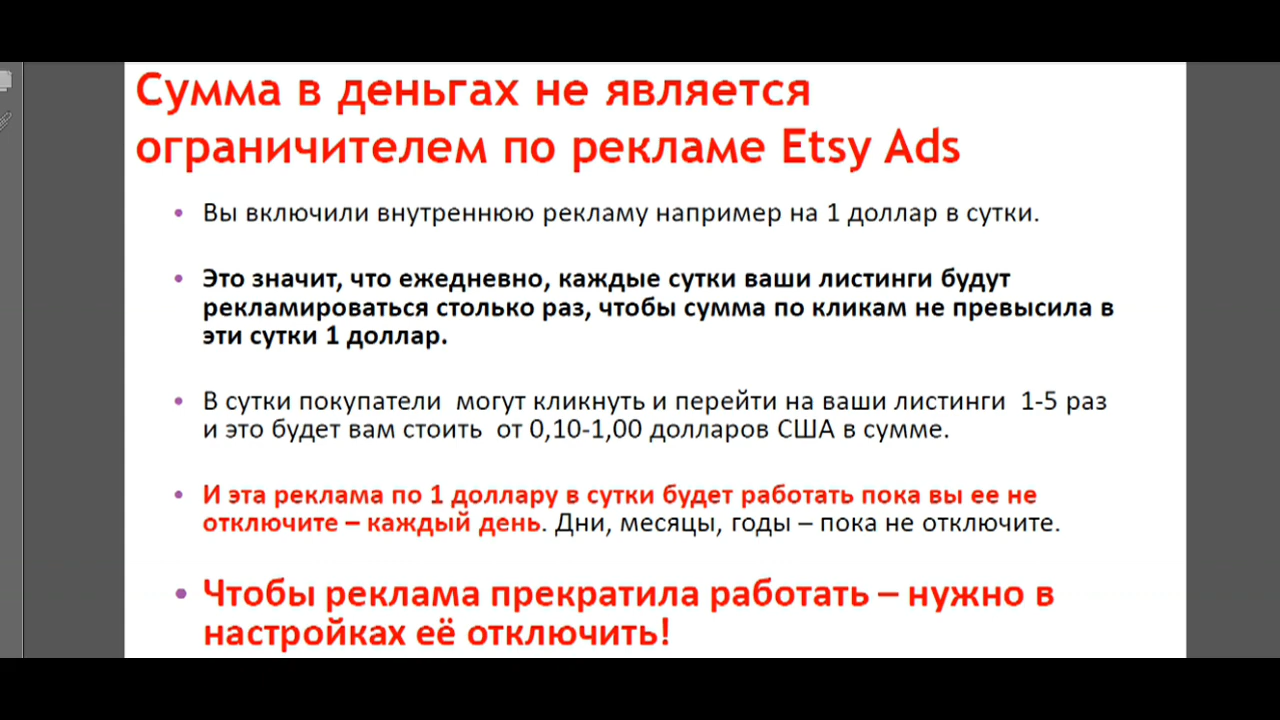 Сумма в деньгах не является
ограничителем по рекламе Etsy Ads
• Вы включили внутреннюю рекламу например на 1 доллар в сутки.
• Это значит, что ежедневно, каждые сутки ваши листинги будут
рекламироваться столько раз, чтобы сумма по кликам не превысила в
эти сутки 1 доллар.
• В сутки покупатели могут кликнуть и перейти на ваши листинги 1-5 раз
и это будет вам стоить от 0,10-1,00 долларов США в сумме.
• И эта реклама по 1 доллару в сутки будет работать пока вы ее не
отключите – каждый день. Дни, месяцы, годы – пока не отключите.
• Чтобы реклама прекратила работать – нужно в
настройках её отключить!